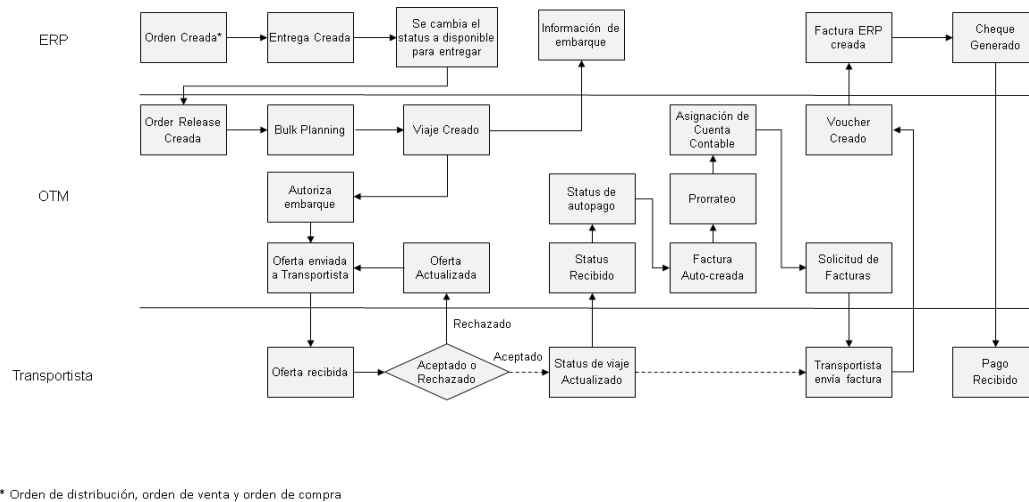 ERP
Orden Creada*
Entrega Creada
Se cambia el
status a disponible
para entregar
Información de
embarque
Factura ERP
creada
Cheque
Generado
OTM
Order Release
Creada
Bulk Planning
Viaje Creado
Asignación de
Cuenta
Contable
Voucher
Creado
Autoriza
embarque
Status de
autopago
Prorrateo
Oferta enviada
a Transportista
Oferta
Actualizada
Status
Recibido
Factura
Auto-creada
Solicitud de
Facturas
Transportista
Rechazado
Oferta recibida
Aceptado o
Rechazado
Aceptado
Status de viaje
Actualizado
Transportista
envía factura
Pago
Recibido
* Orden de distribución, orden de venta y orden de compra